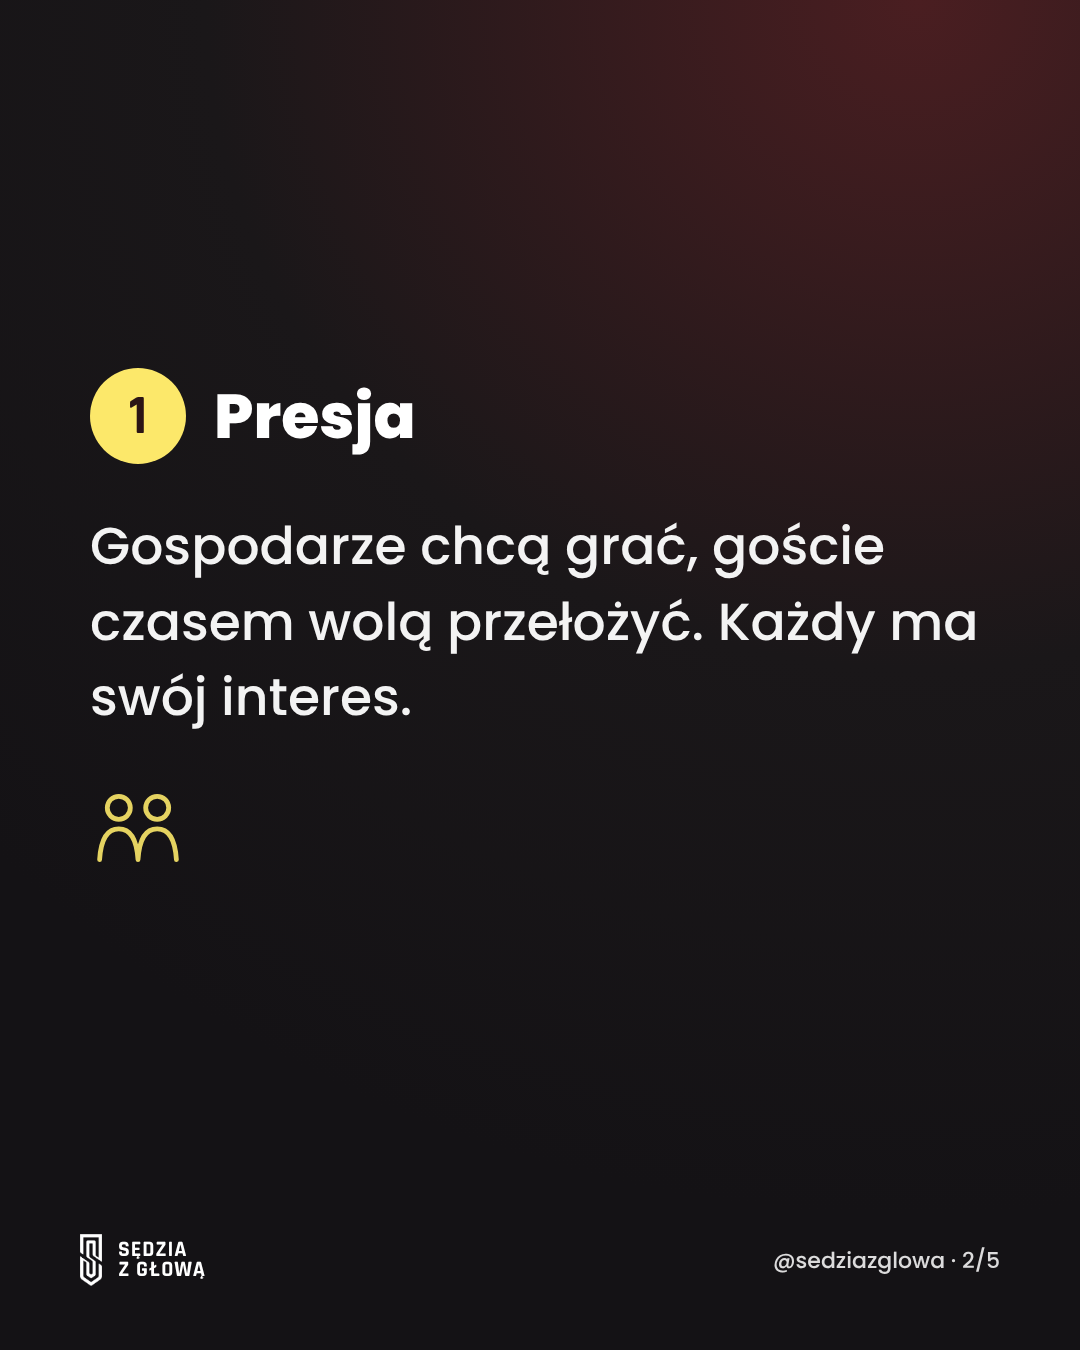 1 Presja
Gospodarze chcą grać, goście
czasem wolą przełożyć. Każdy ma
swój interes.
SĘDZIA
Z GŁOWĄ
@sedziazglowa · 2/5